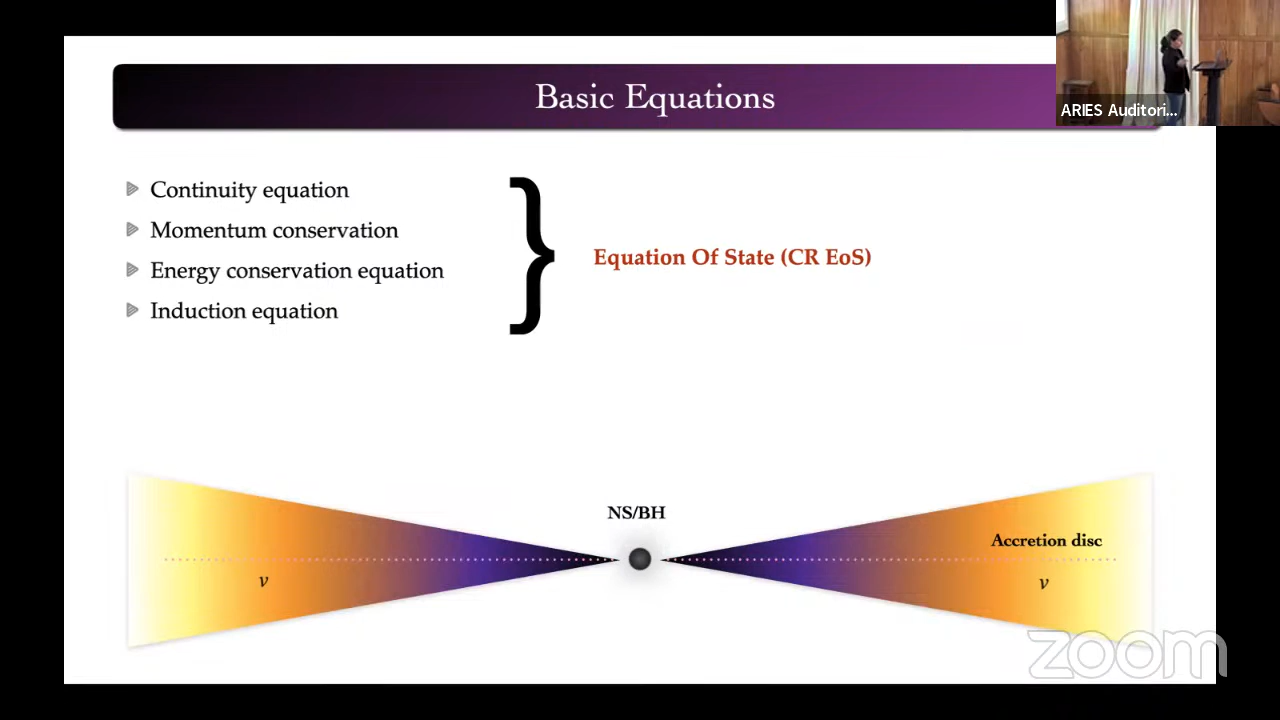 Basic Equations
ARIES Auditori...
Continuity equation
Momentum conservation
Energy conservation equation
Induction equation
}
Equation Of State (CR EoS)
NS/BH
Accretion disc
v
v
zoom